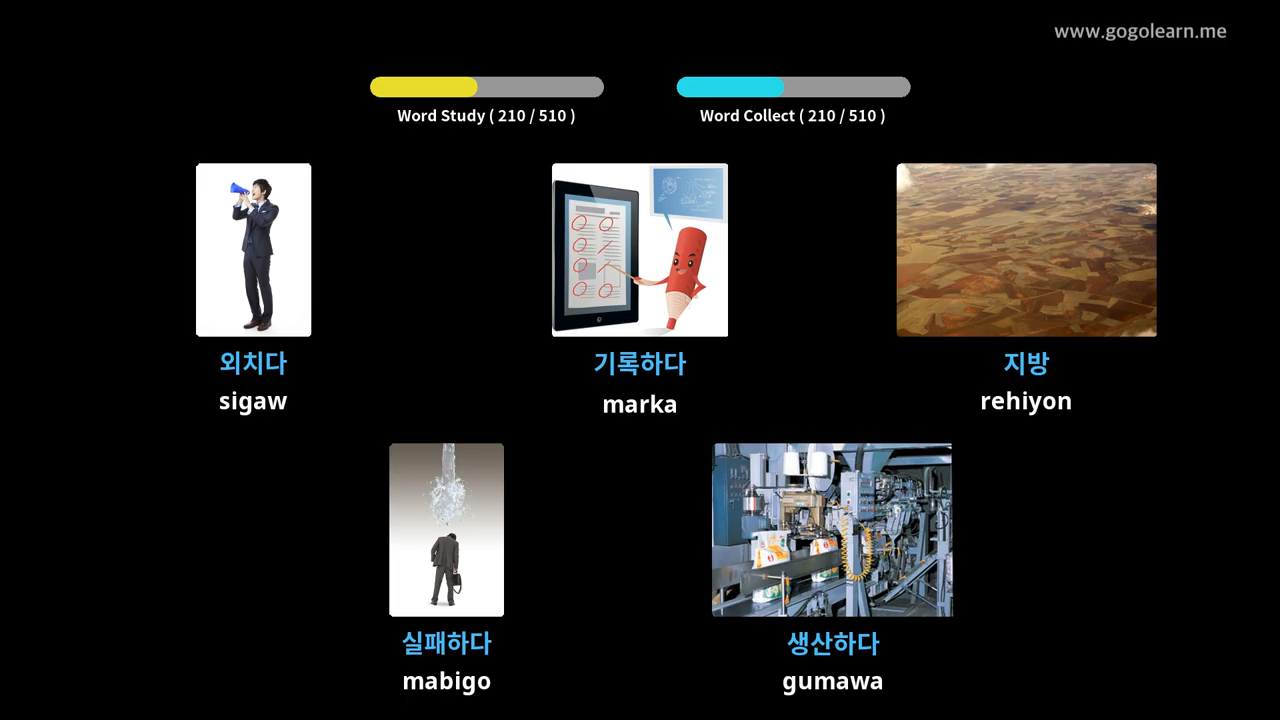 www.gogolearn.me
Word Study ( 210 / 510 )
Word Collect ( 210 / 510 )
외치다
sigaw
기록하다
marka
지방
rehiyon
실패하다
mabigo
생산하다
gumawa